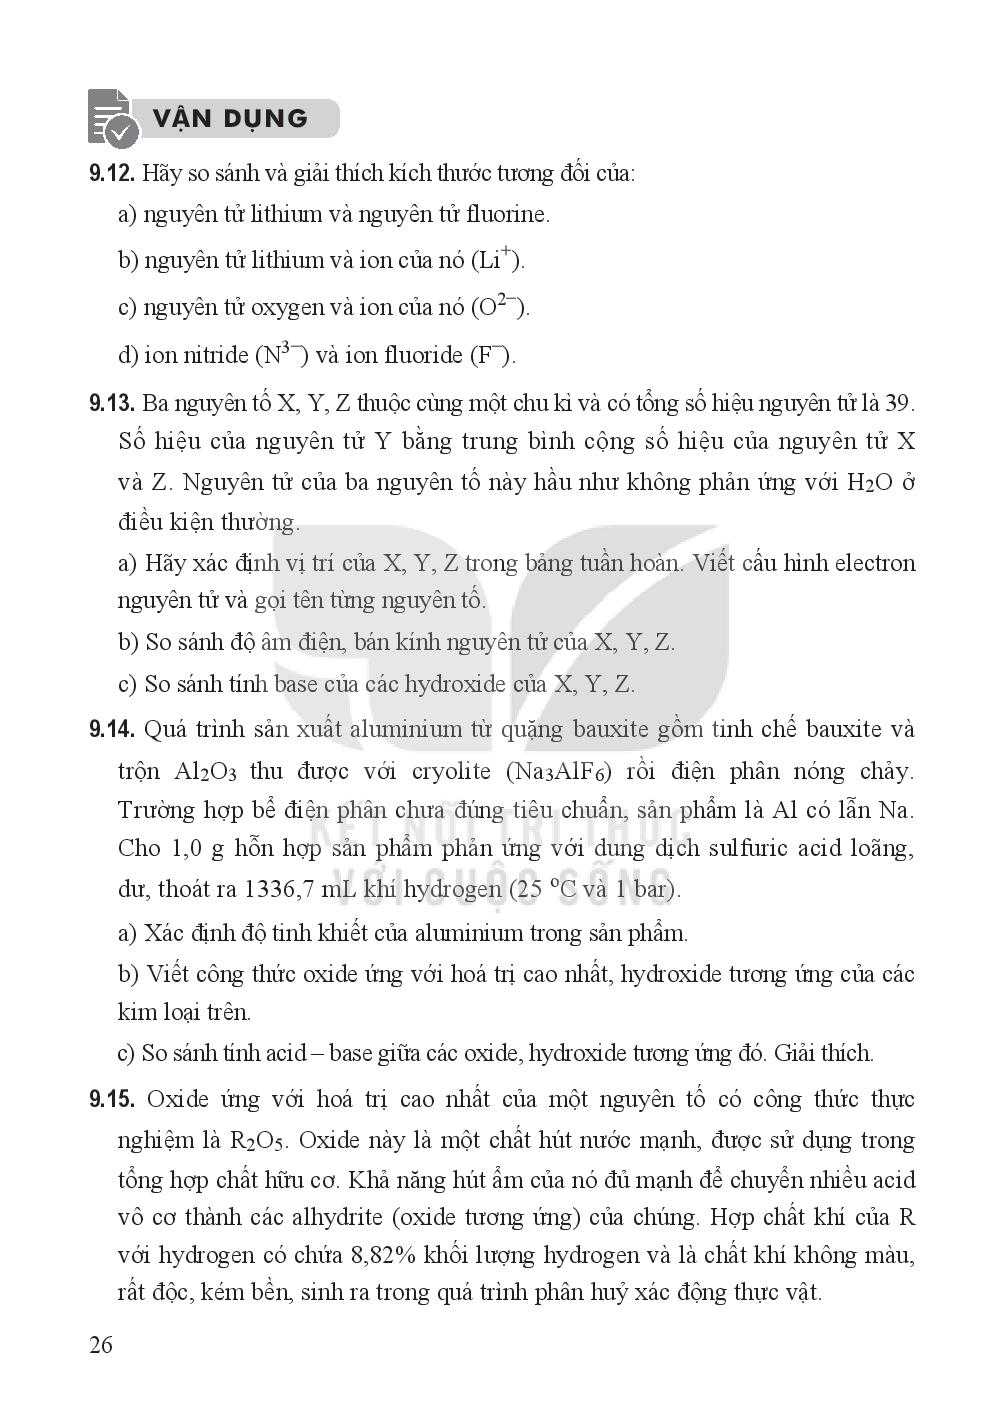 VẬN DỤNG
9.12. Hãy so sánh và giải thích kích thước tương đối của:
a) nguyên tử lithium và nguyên tử fluorine.
b) nguyên tử lithium và ion của nó (Li⁺).
c) nguyên tử oxygen và ion của nó (O²⁻).
d) ion nitride (N³⁻) và ion fluoride (F⁻).
9.13. Ba nguyên tố X, Y, Z thuộc cùng một chu kì và có tổng số hiệu nguyên tử là 39.
Số hiệu của nguyên tử Y bằng trung bình cộng số hiệu của nguyên tử X
và Z. Nguyên tử của ba nguyên tố này hầu như không phản ứng với H₂O ở
điều kiện thường.
a) Hãy xác định vị trí của X, Y, Z trong bảng tuần hoàn. Viết cấu hình electron
nguyên tử và gọi tên từng nguyên tố.
b) So sánh độ âm điện, bán kính nguyên tử của X, Y, Z.
c) So sánh tính base của các hydroxide của X, Y, Z.
9.14. Quá trình sản xuất aluminium từ quặng bauxite gồm tinh chế bauxite và
trộn Al₂O₃ thu được với cryolite (Na₃AlF₆) rồi điện phân nóng chảy.
Trường hợp bể điện phân chưa đúng tiêu chuẩn, sản phẩm là Al có lẫn Na.
Cho 1,0 g hỗn hợp sản phẩm phản ứng với dung dịch sulfuric acid loãng,
dư, thoát ra 1336,7 mL khí hydrogen (25 ⁰C và 1 bar).
KẾT NỐI TRI THỨC
VỚI CUỘC SỐNG
a) Xác định độ tinh khiết của aluminium trong sản phẩm.
b) Viết công thức oxide ứng với hoá trị cao nhất, hydroxide tương ứng của các
kim loại trên.
c) So sánh tính acid – base giữa các oxide, hydroxide tương ứng đó. Giải thích.
9.15. Oxide ứng với hoá trị cao nhất của một nguyên tố có công thức thực
nghiệm là R₂O₅. Oxide này là một chất hút nước mạnh, được sử dụng trong
tổng hợp chất hữu cơ. Khả năng hút ẩm của nó đủ mạnh để chuyển nhiều acid
vô cơ thành các alhydrite (oxide tương ứng) của chúng. Hợp chất khí của R
với hydrogen có chứa 8,82% khối lượng hydrogen và là chất khí không màu,
rất độc, kém bền, sinh ra trong quá trình phân huỷ xác động thực vật.
26